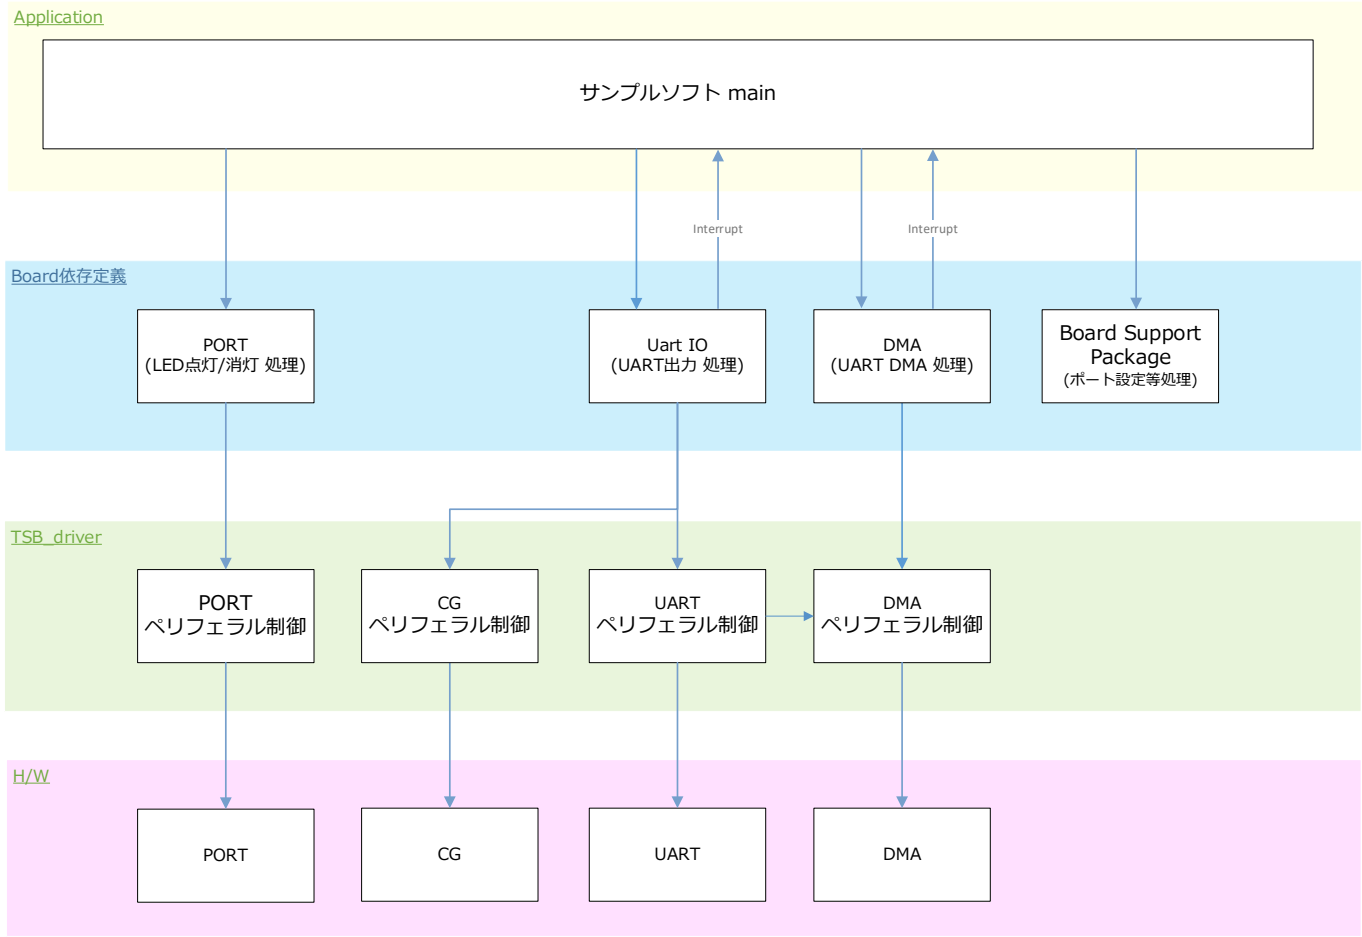 Application
サンプルソフト main
Interrupt
Interrupt
Board依存定義
PORT
(LED点灯/消灯 処理)
Uart IO
(UART出力 処理)
DMA
(UART DMA 処理)
Board Support
Package
(ポート設定等処理)
TSB_driver
PORT
ペリフェラル制御
CG
ペリフェラル制御
UART
ペリフェラル制御
DMA
ペリフェラル制御
H/W
PORT
CG
UART
DMA